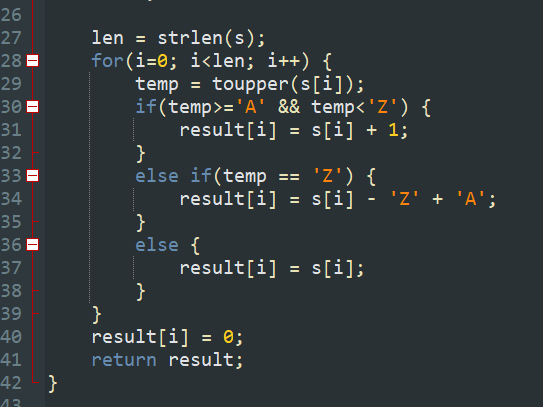 26
27 len = strlen(s);
28 for(i=0; i<len; i++) {
29 temp = toupper(s[i]);
30 if(temp>='A' && temp<'Z') {
31 result[i] = s[i] + 1;
32 }
33 else if(temp == 'Z') {
34 result[i] = s[i] - 'Z' + 'A';
35 }
36 else {
37 result[i] = s[i];
38 }
39 }
40 result[i] = 0;
41 return result;
42 }
43